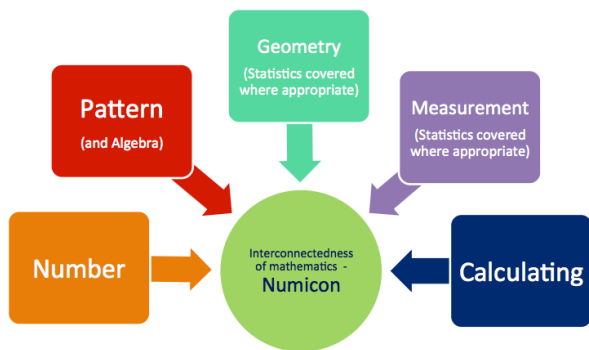 Geometry
(Statistics covered
where appropriate)
Pattern
(and Algebra)
Measurement
(Statistics covered
where appropriate)
Number
Interconnectedness
of mathematics -
Numicon
Calculating